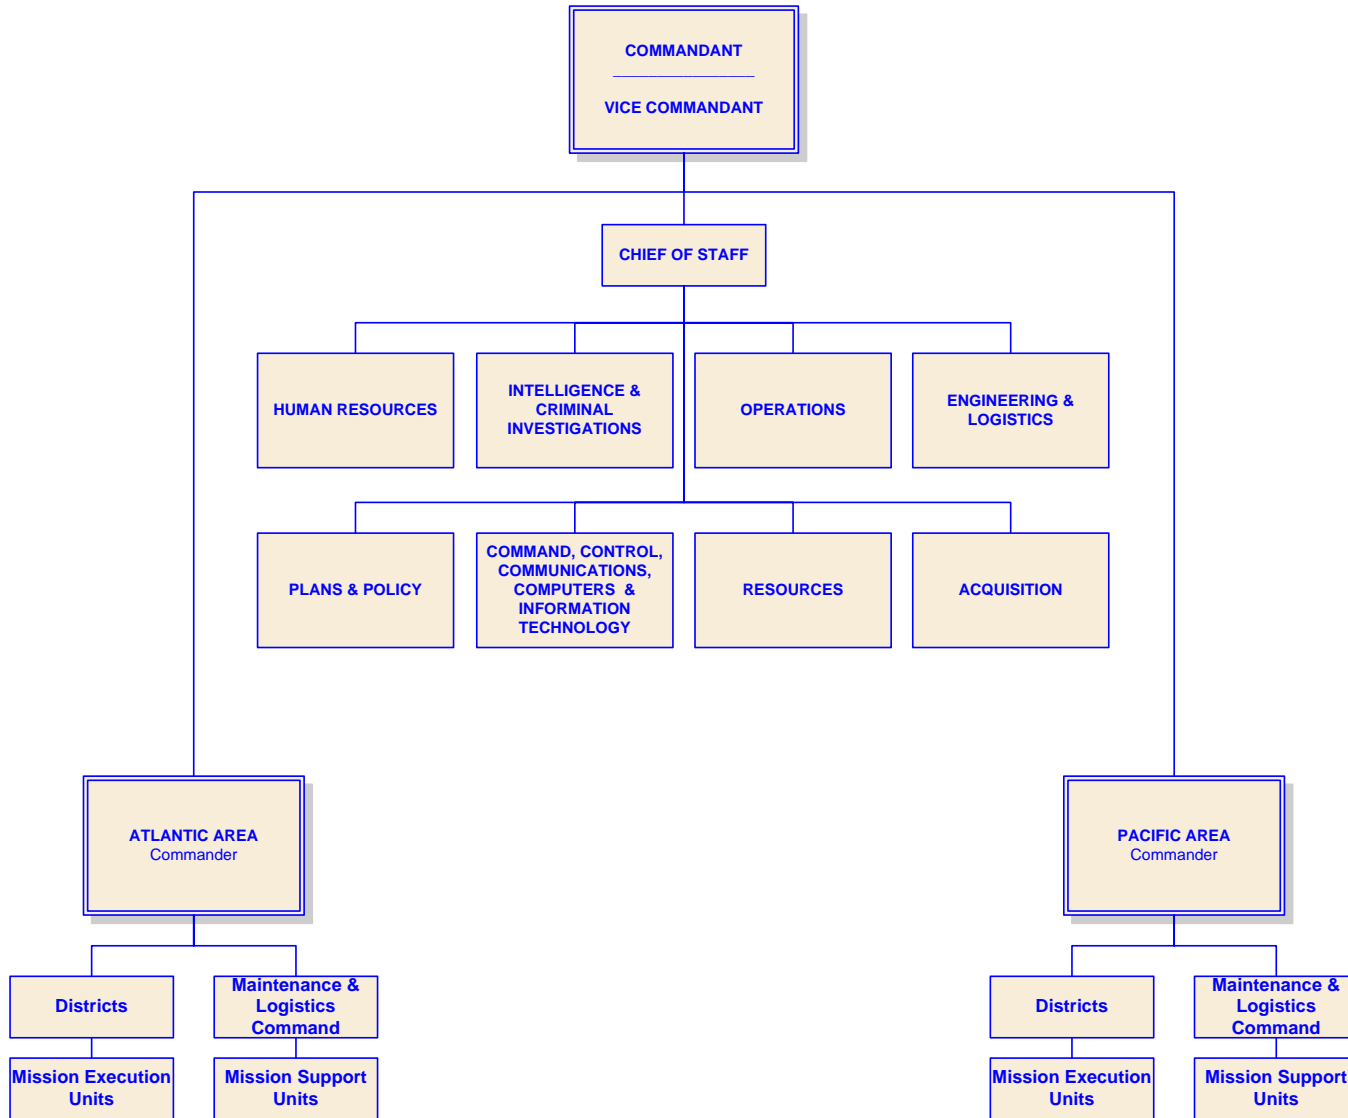 COMMANDANT
VICE COMMANDANT
CHIEF OF STAFF
HUMAN RESOURCES
INTELLIGENCE &
CRIMINAL
INVESTIGATIONS
OPERATIONS
ENGINEERING &
LOGISTICS
PLANS & POLICY
COMMAND, CONTROL,
COMMUNICATIONS,
COMPUTERS &
INFORMATION
TECHNOLOGY
RESOURCES
ACQUISITION
ATLANTIC AREA
Commander
PACIFIC AREA
Commander
Districts
Maintenance &
Logistics
Command
Districts
Maintenance &
Logistics
Command
Mission Execution
Units
Mission Support
Units
Mission Execution
Units
Mission Support
Units